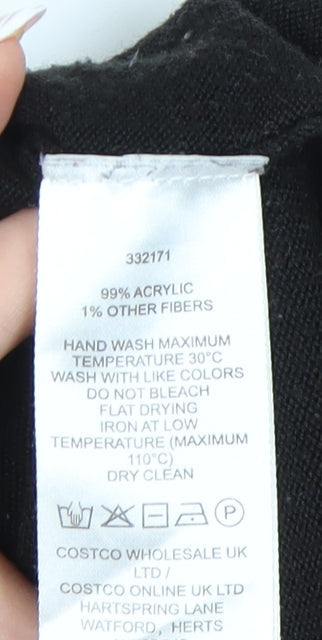 332171
99% ACRYLIC
1% OTHER FIBERS
HAND WASH MAXIMUM
TEMPERATURE 30°C
WASH WITH LIKE COLORS
DO NOT BLEACH
FLAT DRYING
IRON AT LOW
TEMPERATURE (MAXIMUM
110°C)
DRY CLEAN
P
COSTCO WHOLESALE UK
LTD /
COSTCO ONLINE UK LTD
HARTSPRING LANE
WATFORD, HERTS